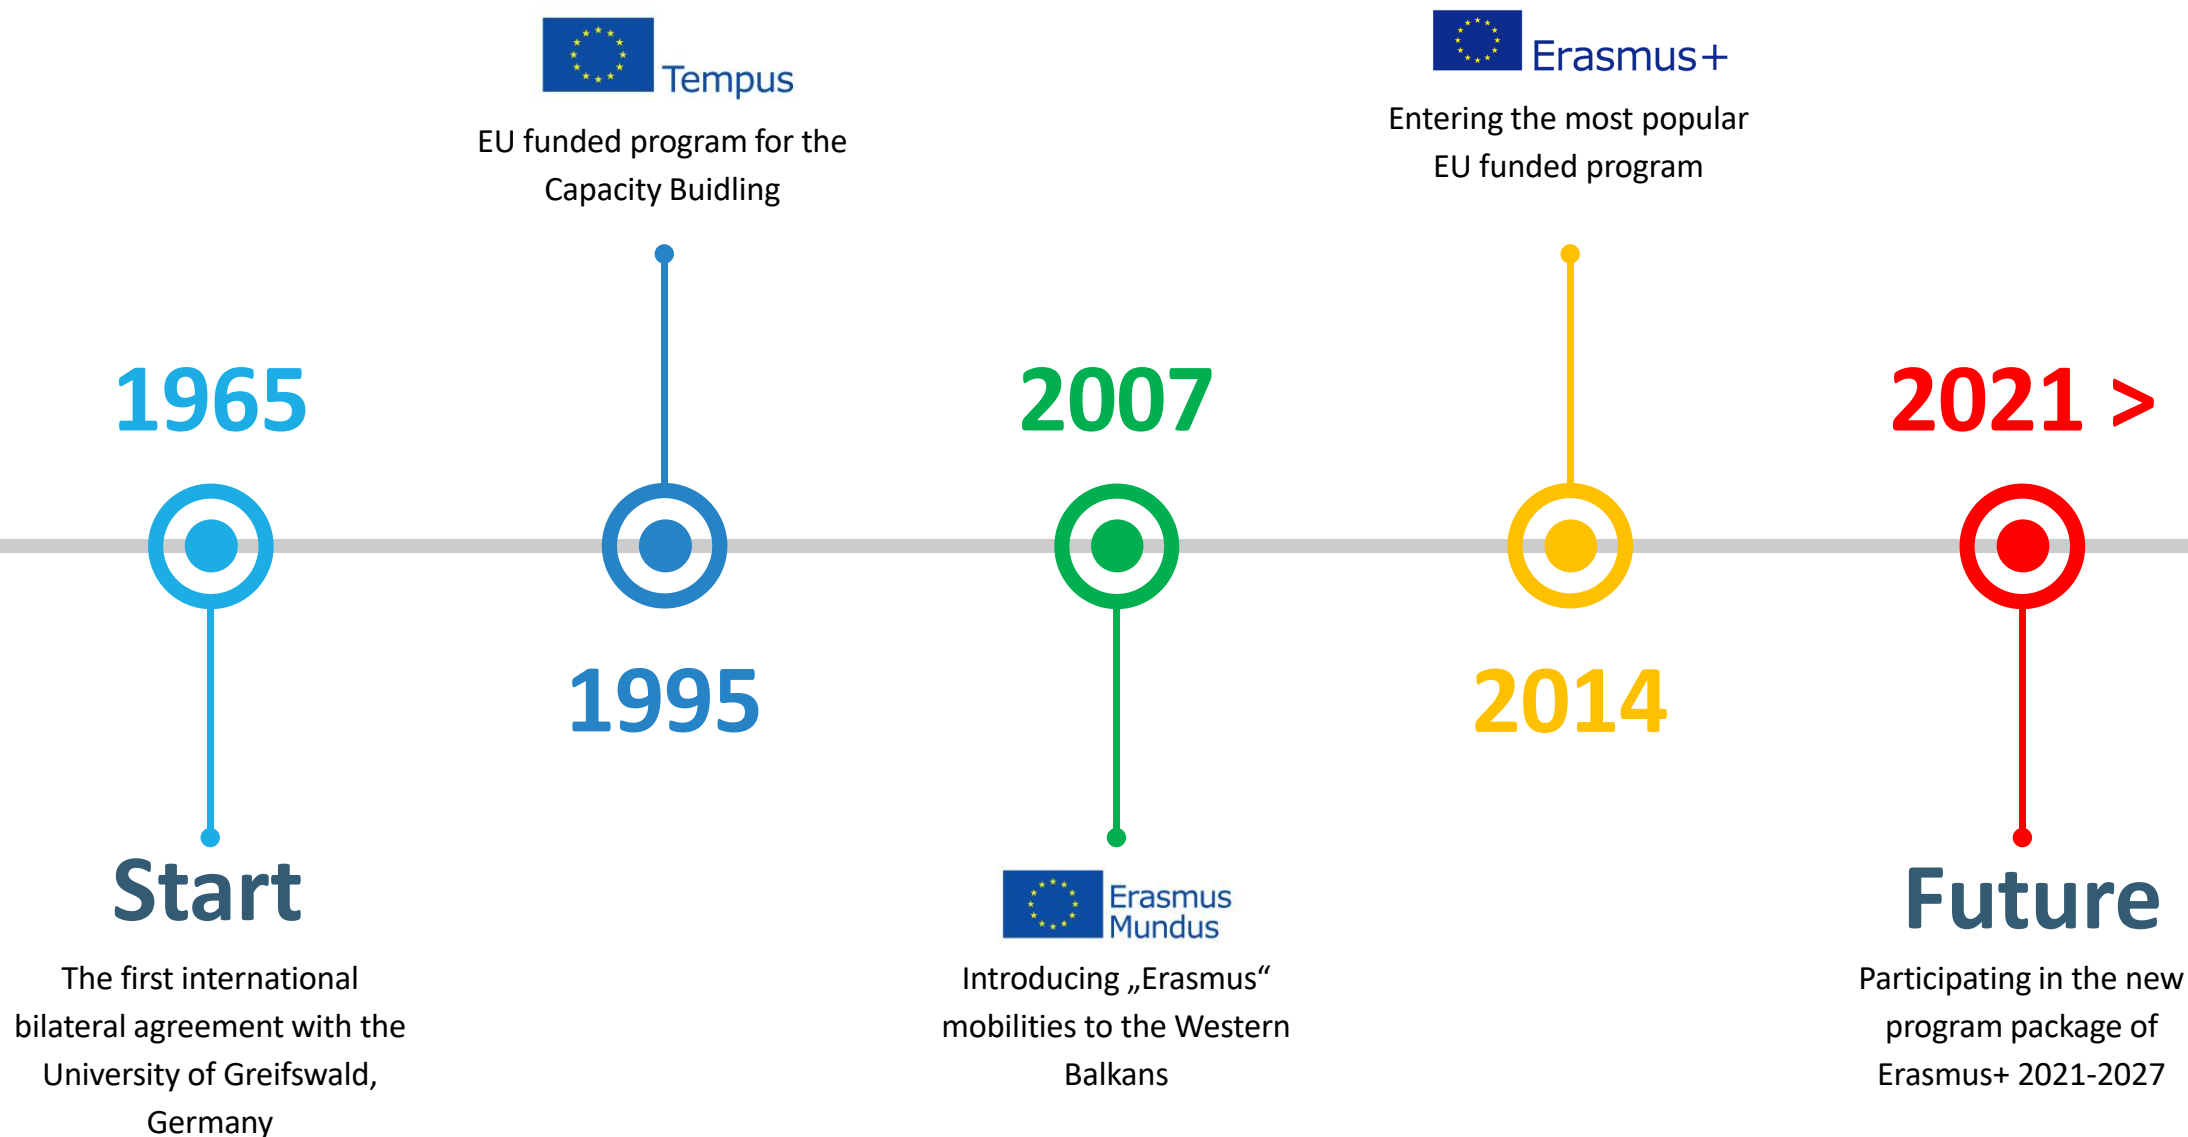 Tempus
EU funded program for the
Capacity Buidling
Erasmus+
Entering the most popular
EU funded program
1965
2007
2021 >
1995
2014
Start
The first international
bilateral agreement with the
University of Greifswald,
Germany
Erasmus
Mundus
Introducing „Erasmus“
mobilities to the Western
Balkans
Future
Participating in the new
program package of
Erasmus+ 2021-2027